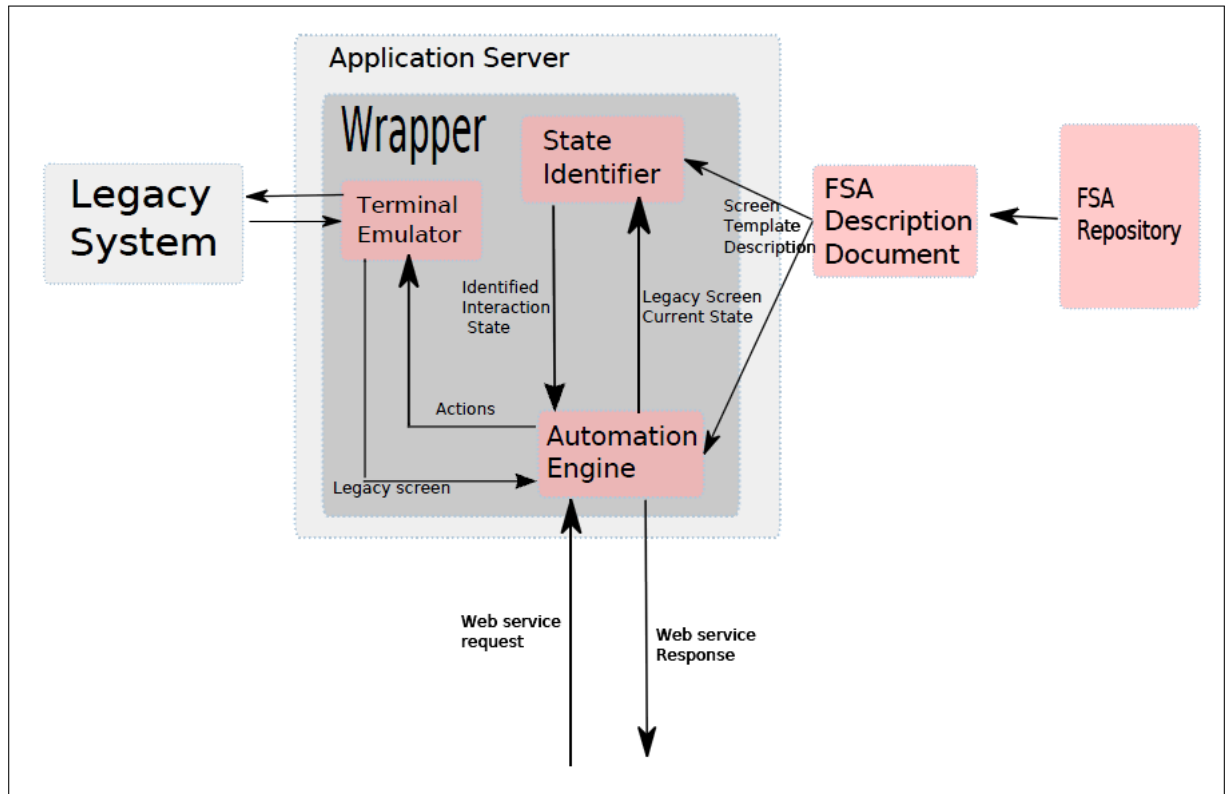 Application Server
Wrapper
State
Identifier
Legacy
System
Terminal
Emulator
Screen
Template
Description
FSA
Description
Document
FSA
Repository
Identified
Interaction
State
Legacy Screen
Current State
Actions
Automation
Engine
Legacy screen
Web service
request
Web service
Response